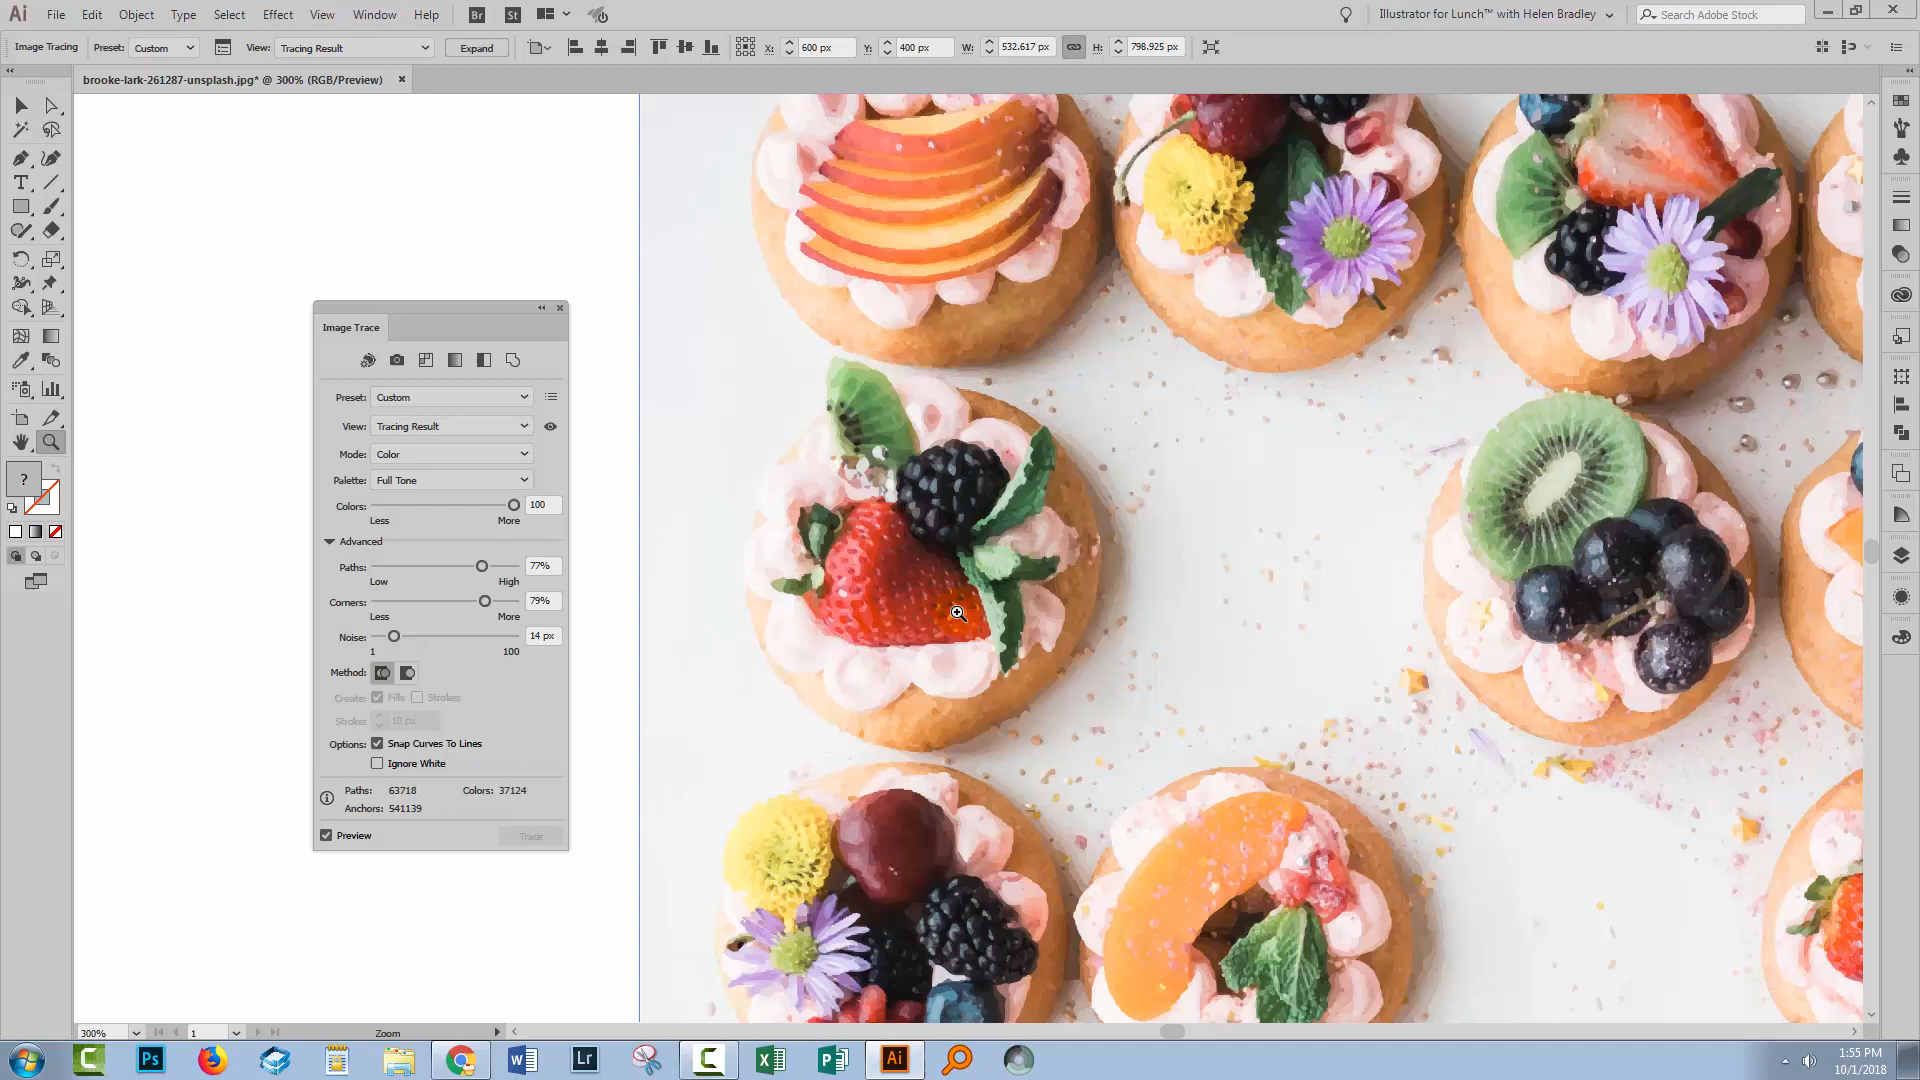 Ai File Edit Object Type Select Effect View Window Help Br St Illustrator for Lunch™ with Helen Bradley Search Adobe Stock
Image Tracing Preset: Custom View: Tracing Result Expand X: 600 px Y: 400 px W: 532.617 px H: 798.925 px
brooke-lark-261287-unsplash.jpg* @ 300% (RGB/Preview)
Image Trace
Preset: Custom
View: Tracing Result
Mode: Color
Palette: Full Tone
Colors: 100
Less More
Advanced
Paths: 77%
Low High
Corners: 79%
Less More
Noise: 14 px
1 100
Method:
Create: Fills Strokes
Stroke: 10 px
Options: Snap Curves To Lines
Ignore White
Paths: 63718 Colors: 37124
Anchors: 541139
Preview Trace
?
300% 1 Zoom
Ps Lr Ai
1:55 PM
10/1/2018